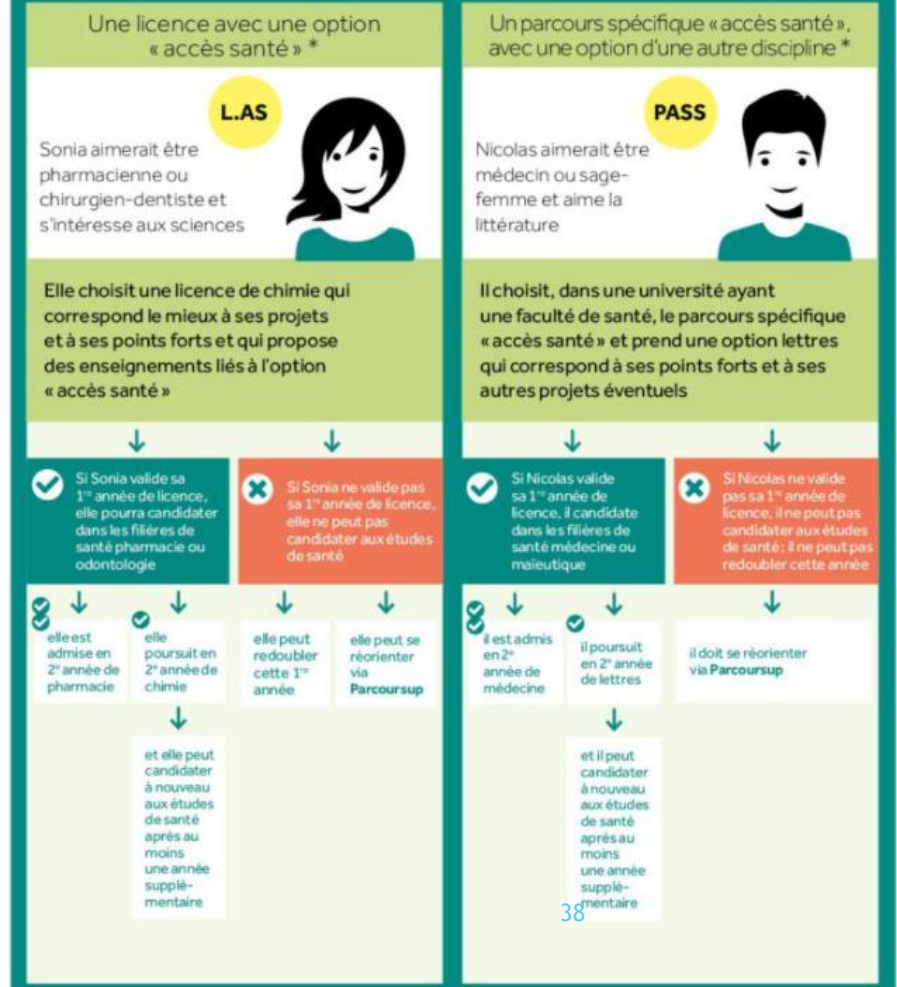 Une licence avec une option
« accès santé » *
L.AS
Sonia aimerait être
pharmacienne ou
chirurgien-dentiste et
s'intéresse aux sciences
Elle choisit une licence de chimie qui
correspond le mieux à ses projets
et à ses points forts et qui propose
des enseignements liés à l'option
« accès santé »
Si Sonia valide sa
1re année de licence,
elle pourra candidater
dans les filières de
santé pharmacie ou
odontologie
Si Sonia ne valide pas
sa 1re année de licence,
elle ne peut pas
candidater aux études
de santé
elle est
admise en
2e année de
pharmacie
elle
poursuit en
2e année de
chimie
elle peut
redoubler
cette 1re
année
elle peut se
réorienter
via
Parcoursup
et elle peut
candidater
à nouveau
aux études
de santé
après au
moins
une année
supplé-
mentaire
Un parcours spécifique « accès santé »,
avec une option d'une autre discipline *
PASS
Nicolas aimerait être
médecin ou sage-
femme et aime la
littérature
Il choisit, dans une université ayant
une faculté de santé, le parcours spécifique
« accès santé » et prend une option lettres
qui correspond à ses points forts et à ses
autres projets éventuels
Si Nicolas valide
sa 1re année de
licence, il candidate
dans les filières de
santé médecine ou
maïeutique
Si Nicolas ne valide
pas sa 1re année de
licence, il ne peut pas
candidater aux études
de santé ; il ne peut pas
redoubler cette année
il est admis
en 2e
année de
médecine
il poursuit
en 2e année
de lettres
il doit se réorienter
via Parcoursup
et il peut
candidater
à nouveau
aux études
de santé
après au
moins
une année
supplé-
mentaire
38